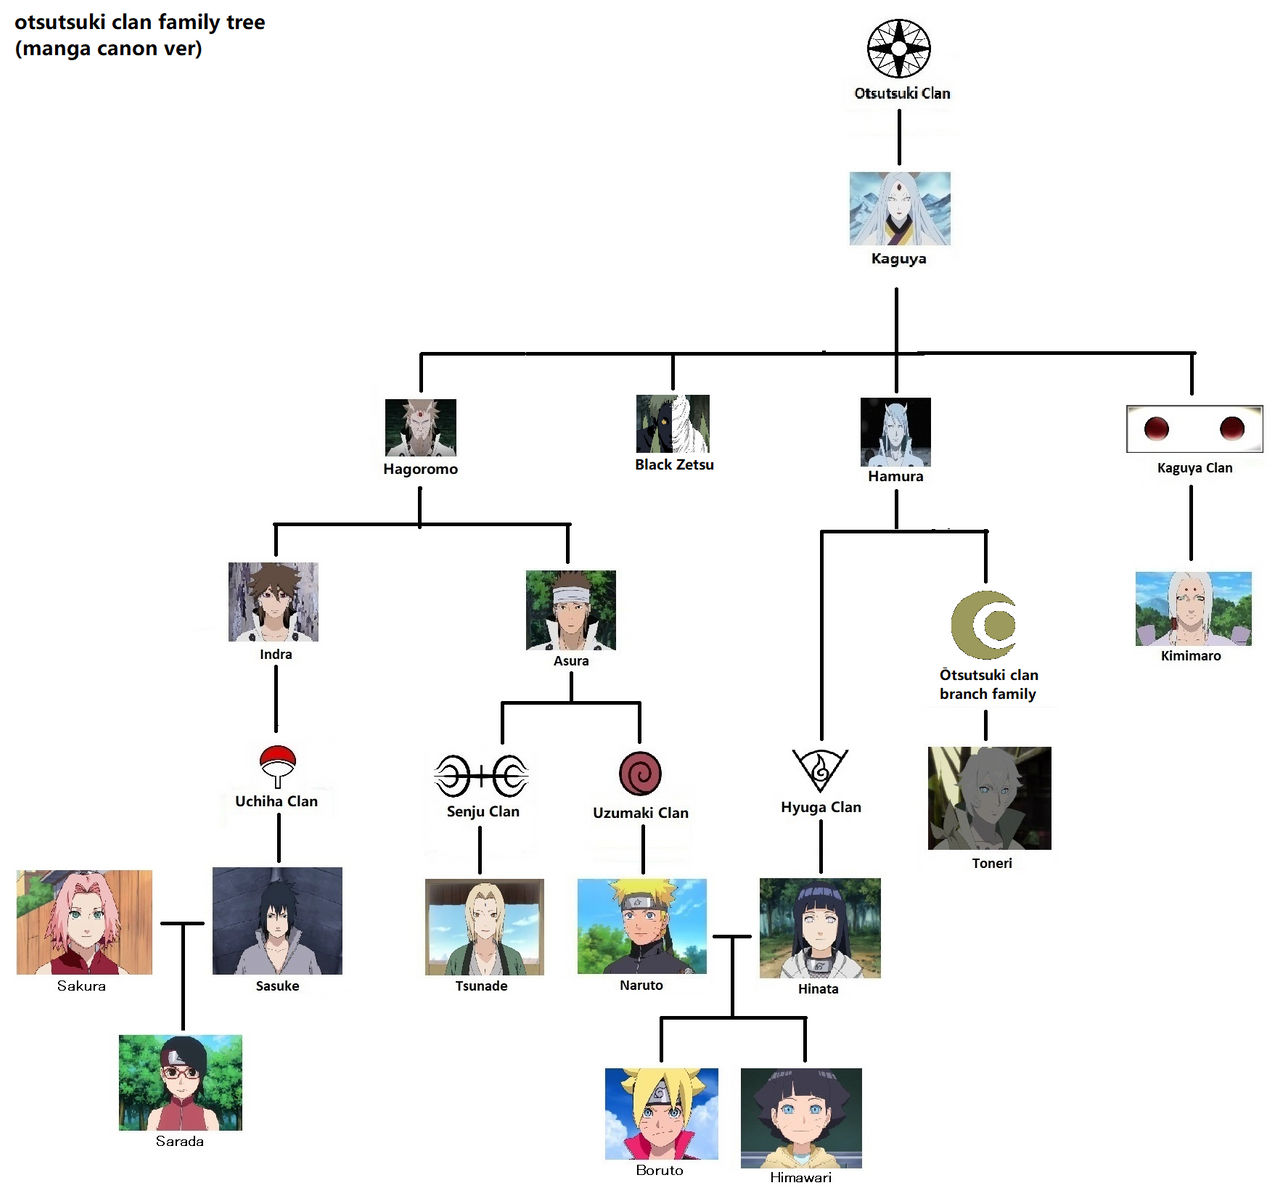 otsutsuki clan family tree
(manga canon ver)
Otsutsuki Clan
Kaguya
Hagoromo
Black Zetsu
Hamura
Kaguya Clan
Indra
Asura
Ōtsutsuki clan
branch family
Kimimaro
Uchiha Clan
Senju Clan
Uzumaki Clan
Hyuga Clan
Toneri
Sakura
Sasuke
Tsunade
Naruto
Hinata
Sarada
Boruto
Himawari